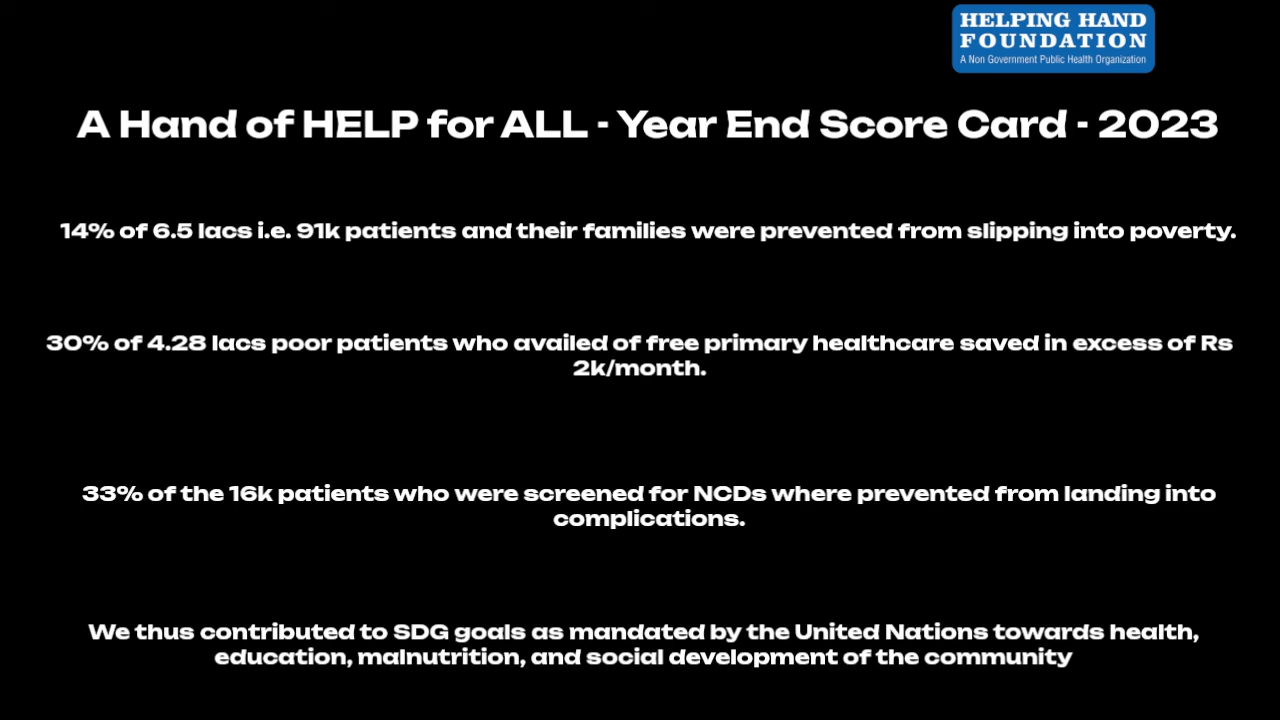 HELPING HAND
FOUNDATION
A Non Government Public Health Organization
A Hand of HELP for ALL - Year End Score Card - 2023
14% of 6.5 lacs i.e. 91k patients and their families were prevented from slipping into poverty.
30% of 4.28 lacs poor patients who availed of free primary healthcare saved in excess of Rs
2k/month.
33% of the 16k patients who were screened for NCDs where prevented from landing into
complications.
We thus contributed to SDG goals as mandated by the United Nations towards health,
education, malnutrition, and social development of the community